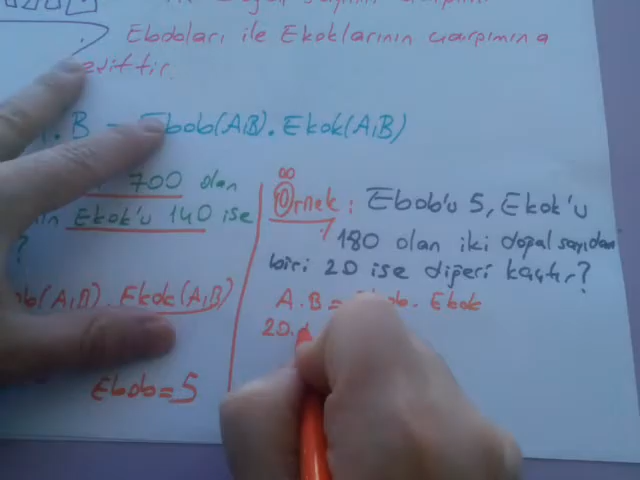 Ebobları ile Ekoklarının çarpımına
eşittir.
. B = Ebob(A,B). Ekok(A,B)
700 olan
Ekok'u 140 ise
?
Ekok(A,B)
Ebob=5
Örnek: Ebob'u 5, Ekok'u
180 olan iki doğal sayıdan
biri 20 ise diğeri kaçtır?
A.B = Ebob. Ekok
20.